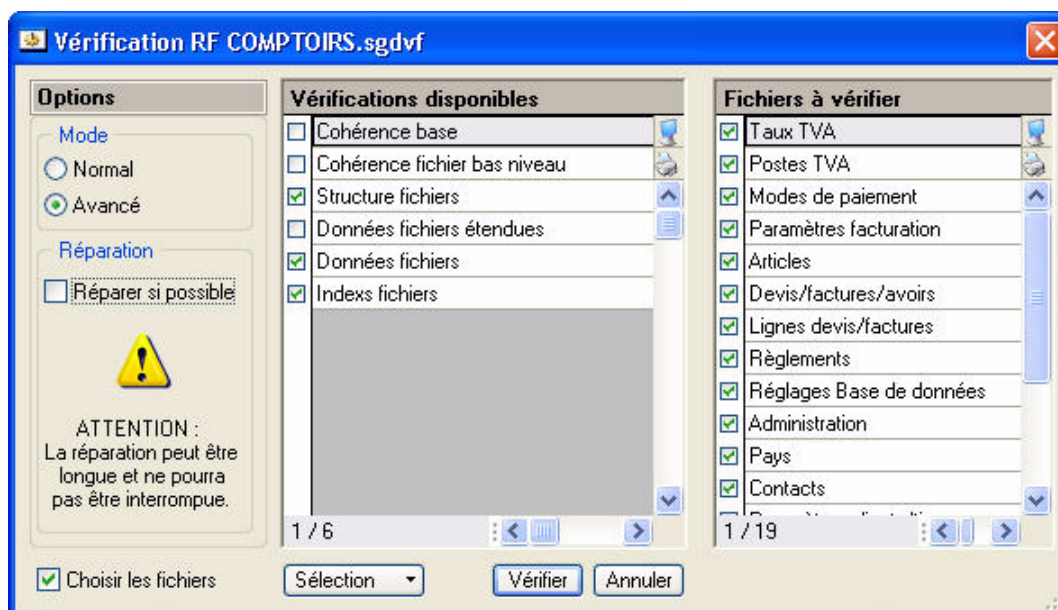 Vérification RF COMPTOIRS.sgdvf
Options
Mode
Normal
Avancé
Réparation
Réparer si possible
ATTENTION :
La réparation peut être
longue et ne pourra
pas être interrompue.
Choisir les fichiers
Vérifications disponibles
Cohérence base
Cohérence fichier bas niveau
Structure fichiers
Données fichiers étendues
Données fichiers
Indexs fichiers
1 / 6
Sélection
Vérifier
Annuler
Fichiers à vérifier
Taux TVA
Postes TVA
Modes de paiement
Paramètres facturation
Articles
Devis/factures/avoirs
Lignes devis/factures
Règlements
Réglages Base de données
Administration
Pays
Contacts
1 / 19